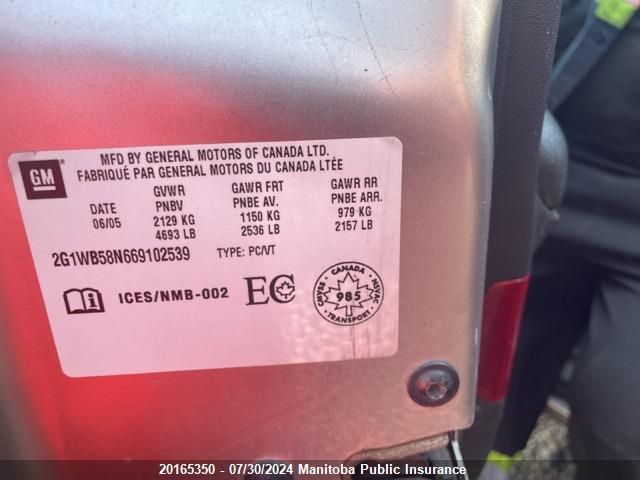 GM
MFD BY GENERAL MOTORS OF CANADA LTD.
FABRIQUÉ PAR GENERAL MOTORS DU CANADA LTÉE
DATE GVWR GAWR FRT GAWR RR
PNBV PNBE AV. PNBE ARR.
06/05 2129 KG 1150 KG 979 KG
4693 LB 2536 LB 2157 LB
2G1WB58N669102539 TYPE: PC/VT
ICES/NMB-002 EC
CANADA
CMVSS 985 NSVAC
TRANSPORT
20165350 - 07/30/2024 Manitoba Public Insurance